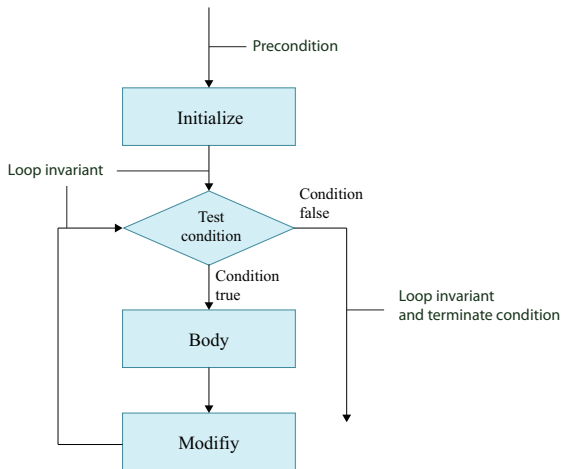 Precondition
Initialize
Loop invariant
Condition
false
Test
condition
Condition
true
Loop invariant
and terminate condition
Body
Modifiy